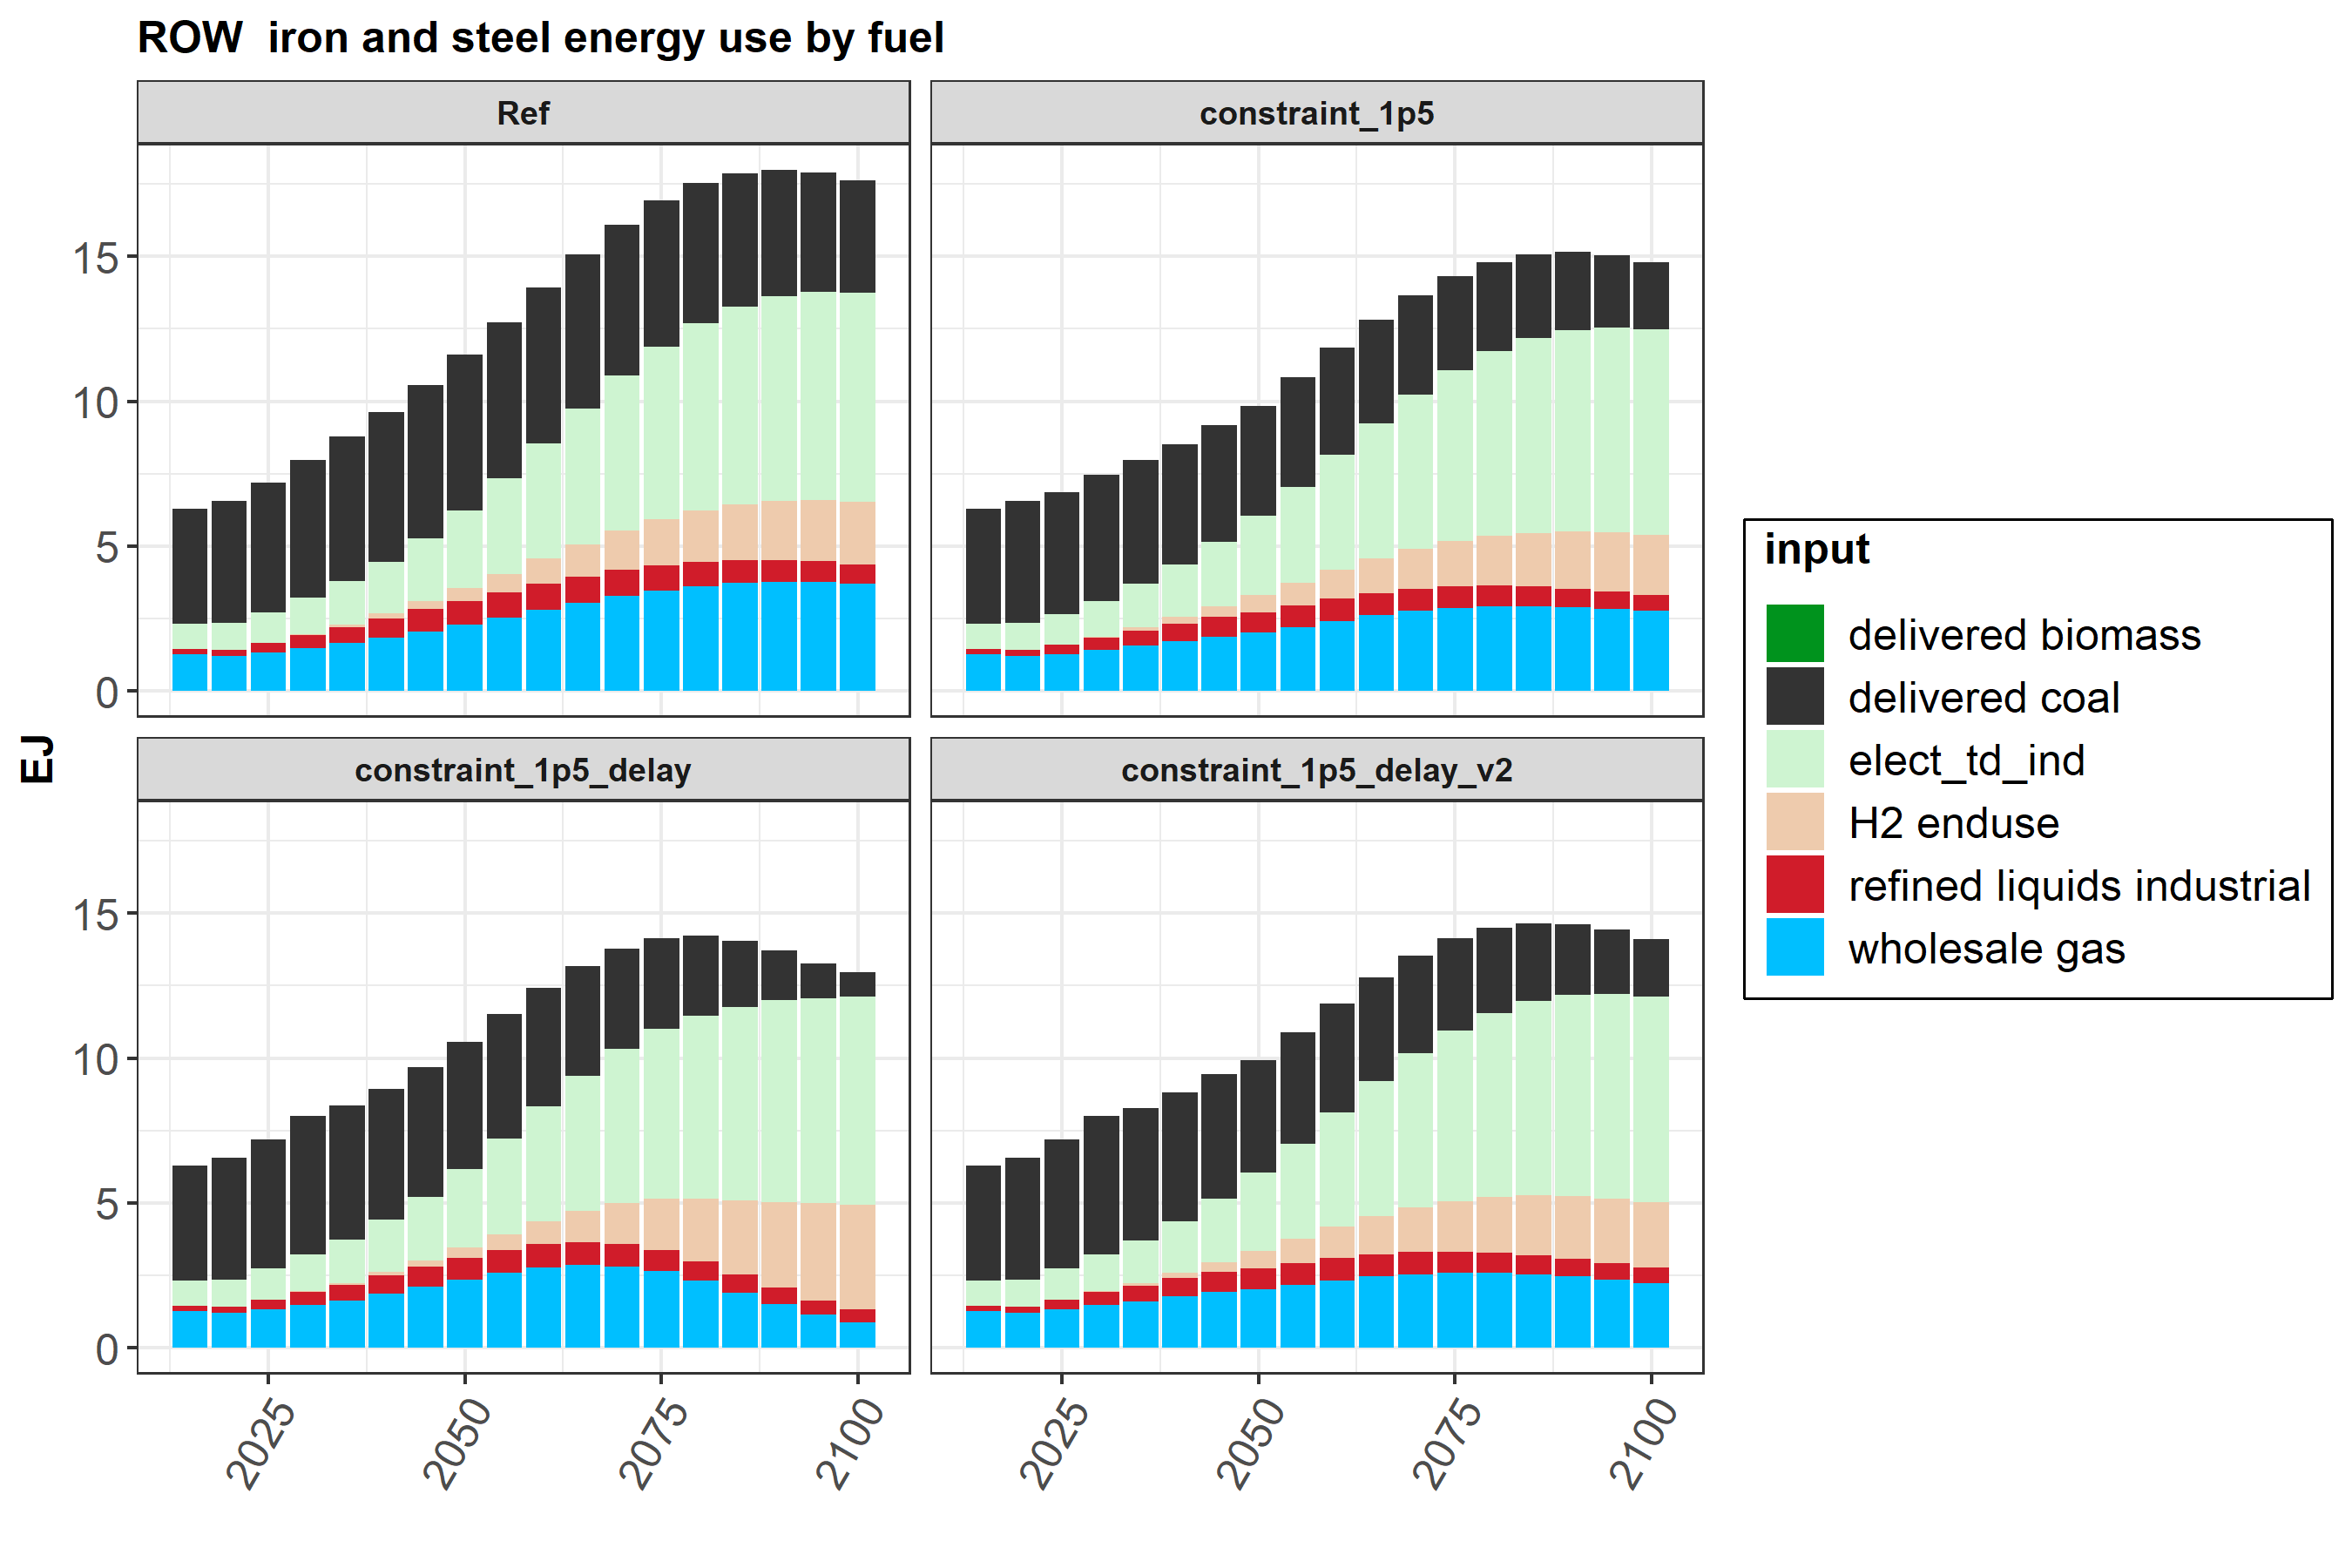 ROW  iron and steel energy use by fuel
Ref
constraint_1p5
15
10
5
0
EJ
constraint_1p5_delay
constraint_1p5_delay_v2
15
10
5
0
2025
2050
2075
2100
2025
2050
2075
2100
input
delivered biomass
delivered coal
elect_td_ind
H2 enduse
refined liquids industrial
wholesale gas